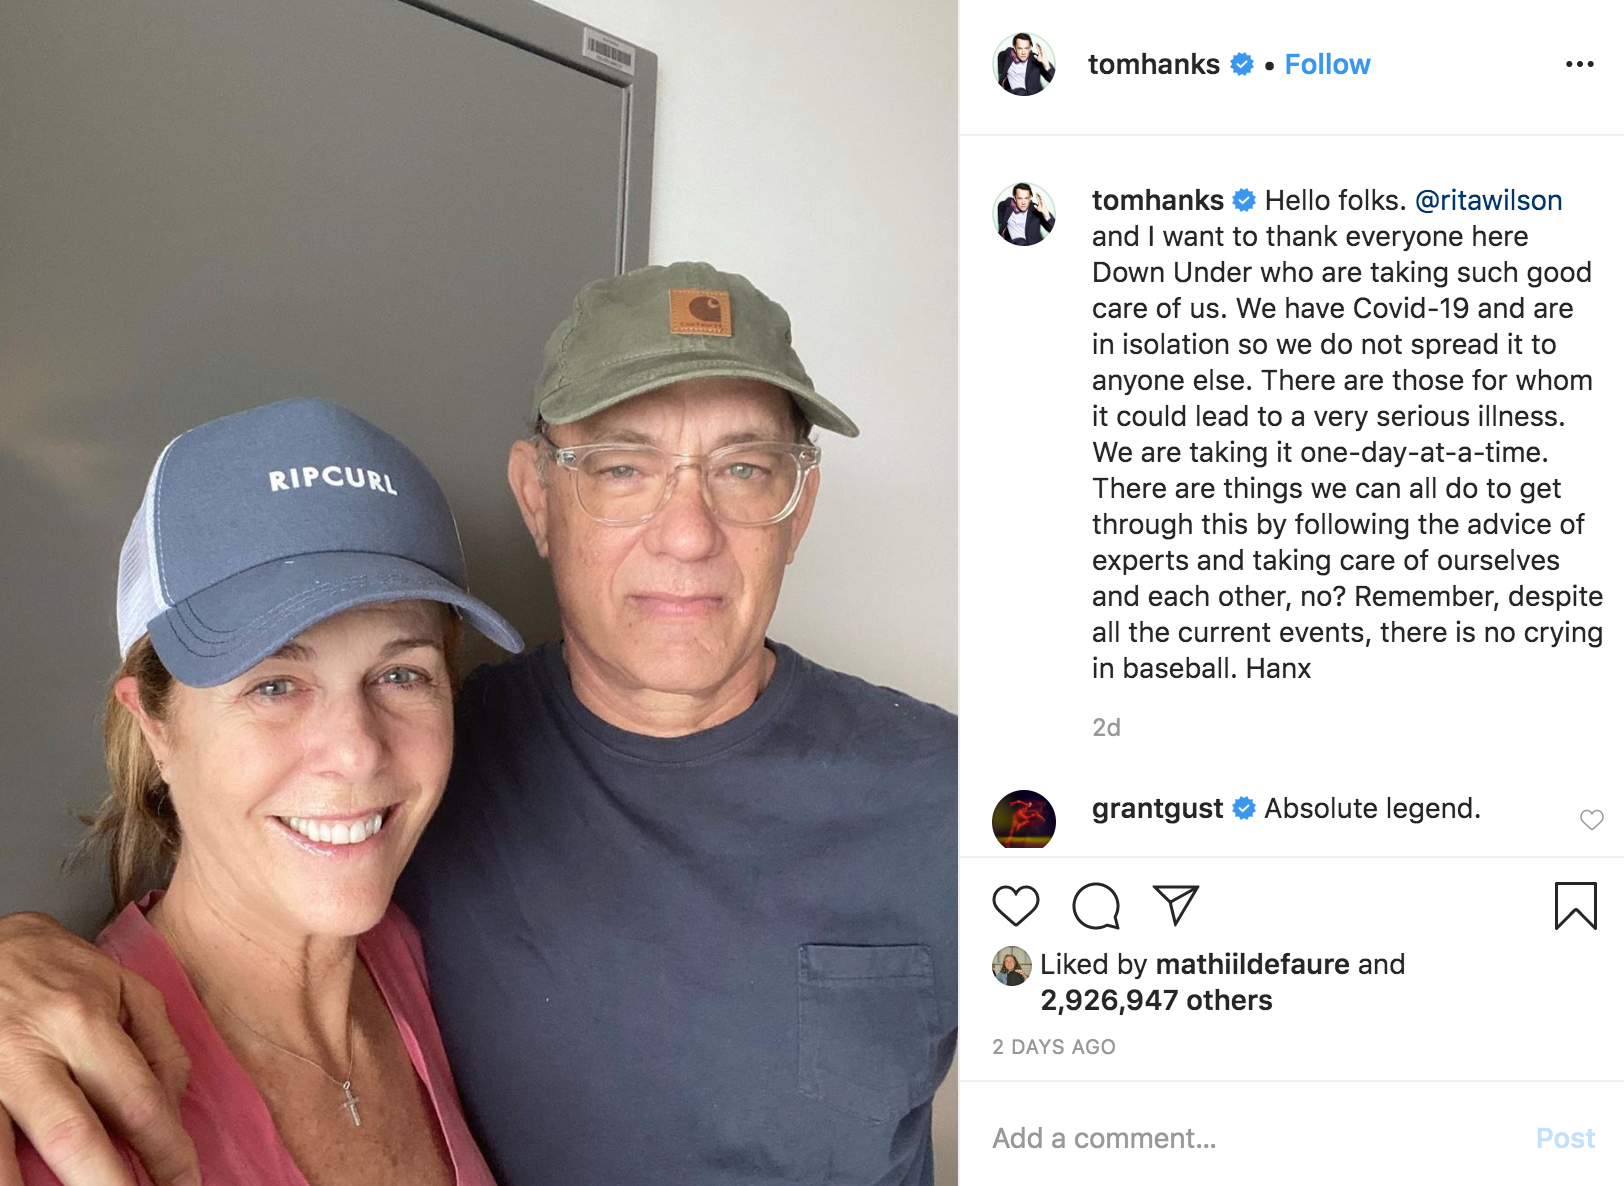 RIPCURL
tomhanks • Follow
tomhanks Hello folks. @ritawilson
and I want to thank everyone here
Down Under who are taking such good
care of us. We have Covid-19 and are
in isolation so we do not spread it to
anyone else. There are those for whom
it could lead to a very serious illness.
We are taking it one-day-at-a-time.
There are things we can all do to get
through this by following the advice of
experts and taking care of ourselves
and each other, no? Remember, despite
all the current events, there is no crying
in baseball. Hanx
2d
grantgust Absolute legend.
Liked by mathiildefaure and
2,926,947 others
2 DAYS AGO
Add a comment...
Post